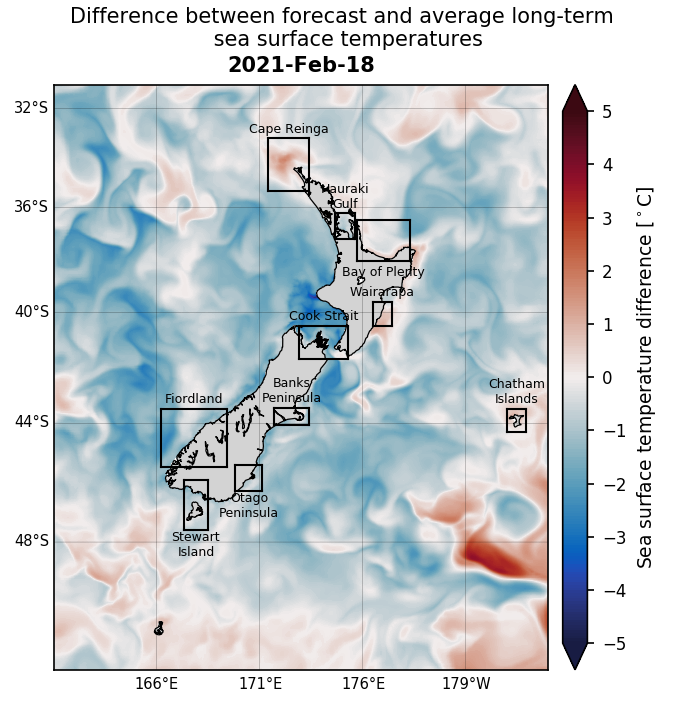 Difference between forecast and average long-term
sea surface temperatures
2021-Feb-18
32°S
36°S
40°S
44°S
48°S
166°E
171°E
176°E
179°W
Cape Reinga
Hauraki
Gulf
Bay of Plenty
Wairarapa
Cook Strait
Banks
Peninsula
Fiordland
Chatham
Islands
Otago
Peninsula
Stewart
Island
5
4
3
2
1
0
−1
−2
−3
−4
−5
Sea surface temperature difference [°C]